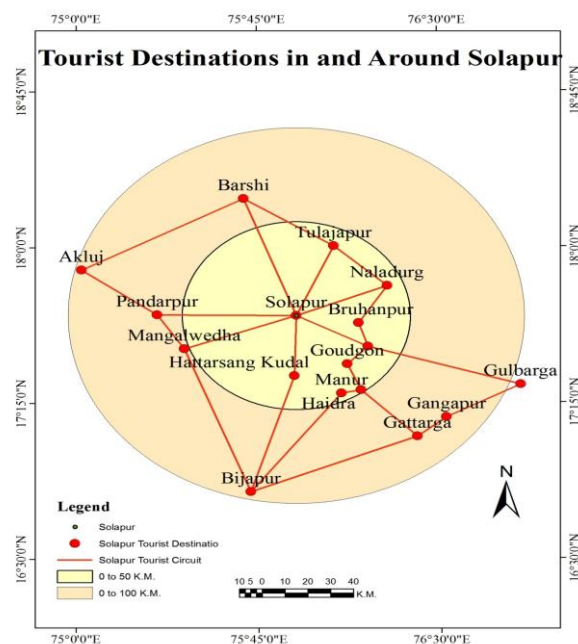 75°0'0"E 75°45'0"E 76°30'0"E
Tourist Destinations in and Around Solapur
18°45'0"N 18°45'0"N
Barshi
Tulajapur
18°0'0"N 18°0'0"N
Akluj
Naladurg
Pandarpur Solapur Bruhanpur
Mangalwedha
Goudgon
Hattarsang Kudal
Manur Gulbarga
Haidra Gangapur
17°15'0"N 17°15'0"N
Gattarga
Bijapur
N
Legend
Solapur
Solapur Tourist Destinatio
Solapur Tourist Circuit
0 to 50 K.M.
0 to 100 K.M.
16°30'0"N 16°30'0"N
10 5 0 10 20 30 40
K.M.
75°0'0"E 75°45'0"E 76°30'0"E